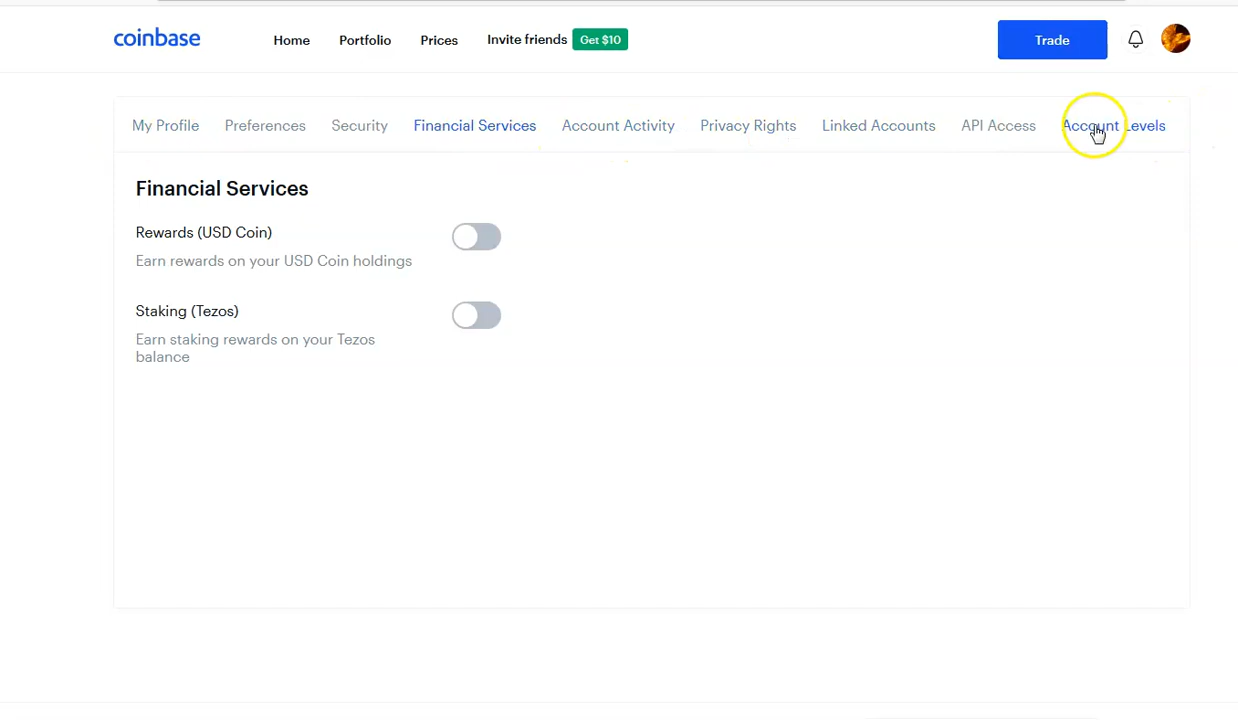 coinbase
Home Portfolio Prices Invite friends Get $10 Trade
My Profile Preferences Security Financial Services Account Activity Privacy Rights Linked Accounts API Access Account Levels
Financial Services
Rewards (USD Coin)
Earn rewards on your USD Coin holdings
Staking (Tezos)
Earn staking rewards on your Tezos
balance